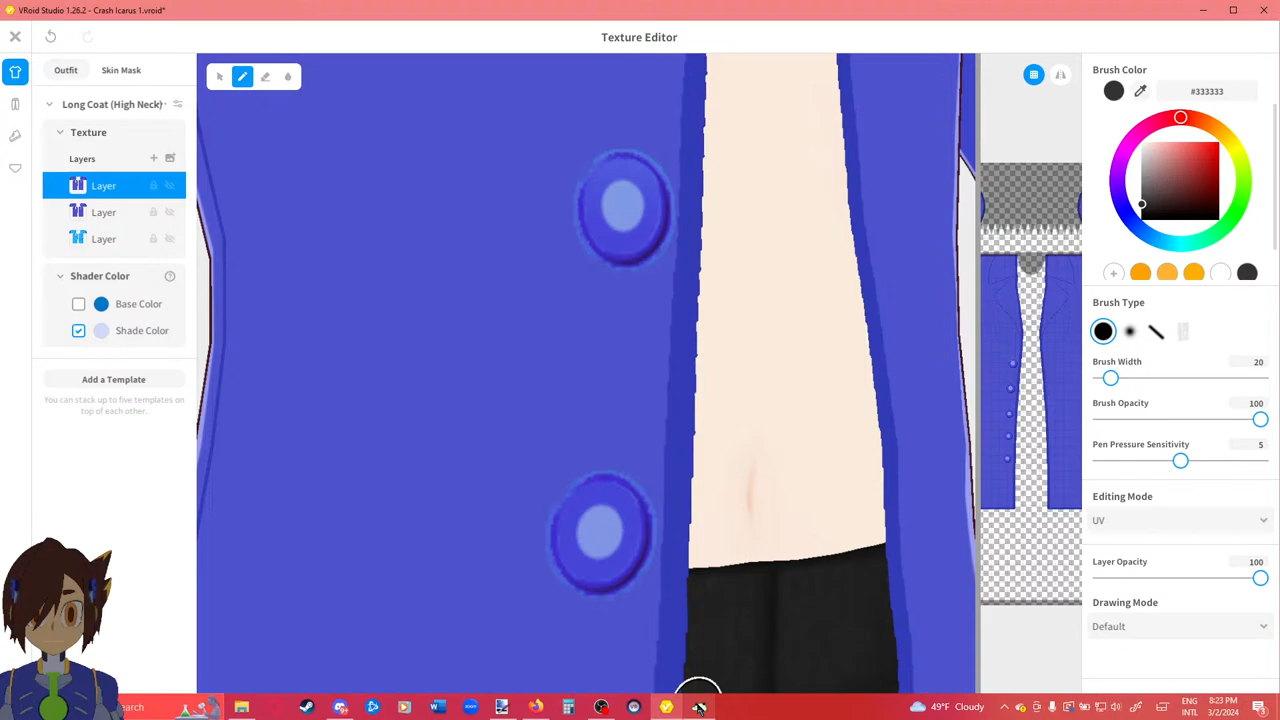 VRoid Studio 1.26.2 - Crash Icarus 1.vroid*
Texture Editor
Outfit
Skin Mask
Long Coat (High Neck)
Texture
Layers
Layer
Layer
Layer
Shader Color
Base Color
Shade Color
Add a Template
You can stack up to five templates on
top of each other.
Brush Color
#333333
Brush Type
Brush Width
20
Brush Opacity
100
Pen Pressure Sensitivity
5
Editing Mode
UV
Layer Opacity
100
Drawing Mode
Default
earch
zoom
49°F Cloudy
ENG
INTL
8:23 PM
3/2/2024